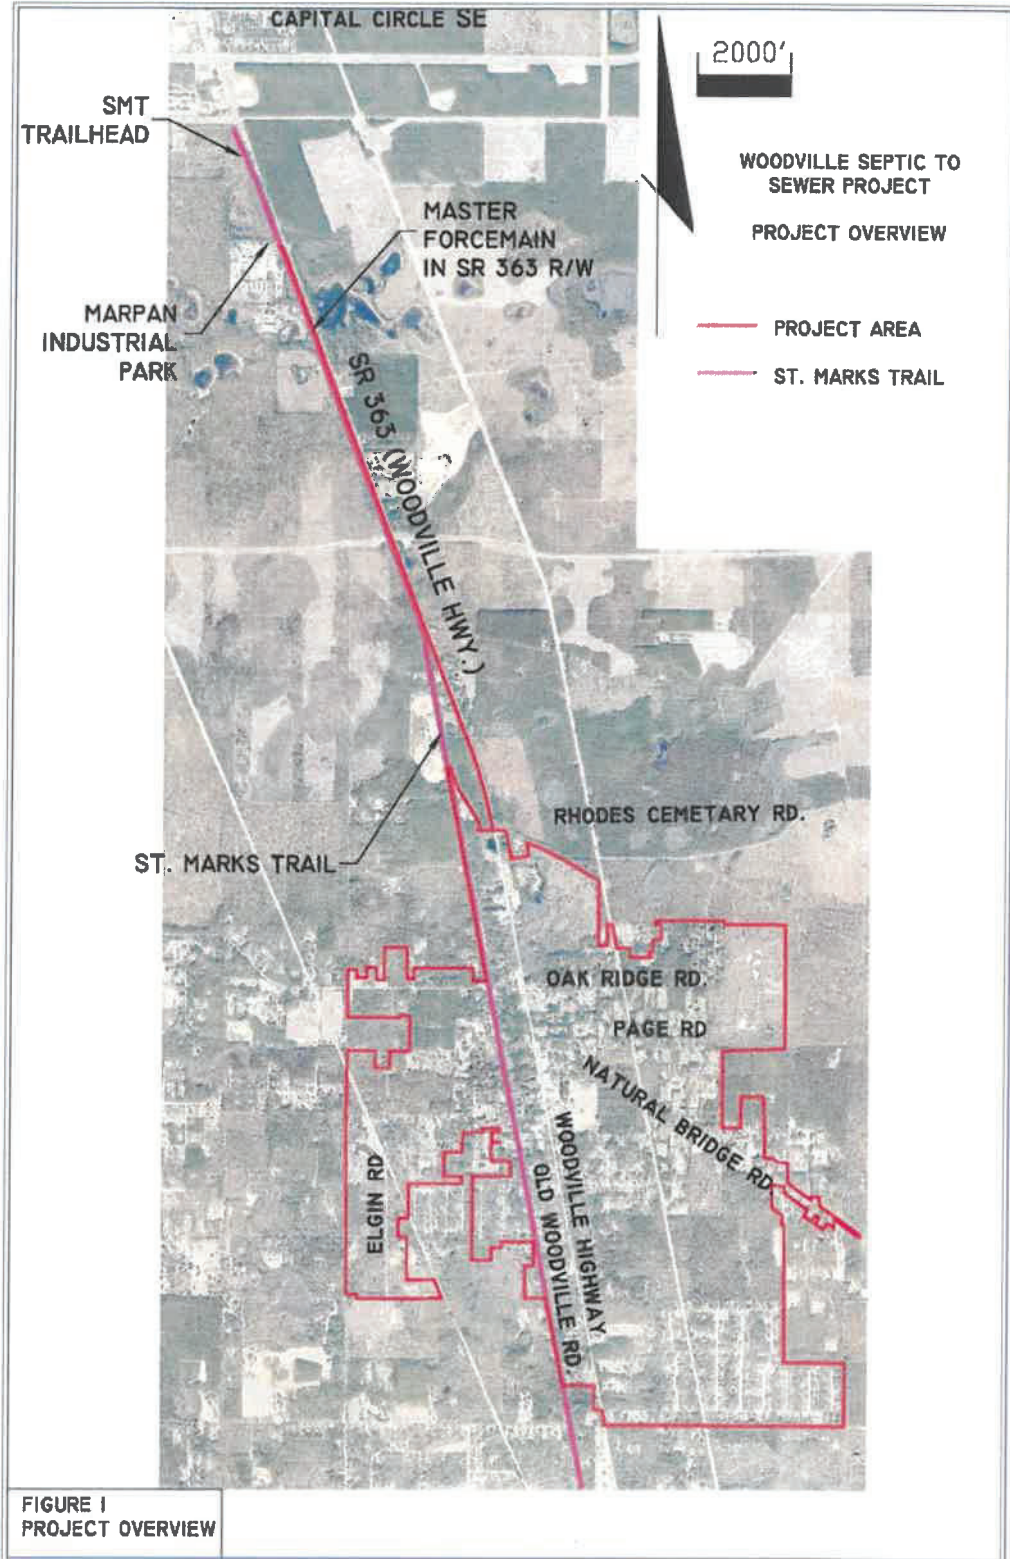 CAPITAL CIRCLE SE
2000'
SMT
TRAILHEAD
WOODVILLE SEPTIC TO
SEWER PROJECT
PROJECT OVERVIEW
MASTER
FORCEMAIN
IN SR 363 R/W
MARPAN
INDUSTRIAL
PARK
PROJECT AREA
ST. MARKS TRAIL
SR 363 (WOODVILLE HWY.)
RHODES CEMETARY RD.
ST. MARKS TRAIL
OAK RIDGE RD.
PAGE RD
NATURAL BRIDGE RD.
ELGIN RD
WOODVILLE HIGHWAY
OLD WOODVILLE RD.
FIGURE 1
PROJECT OVERVIEW